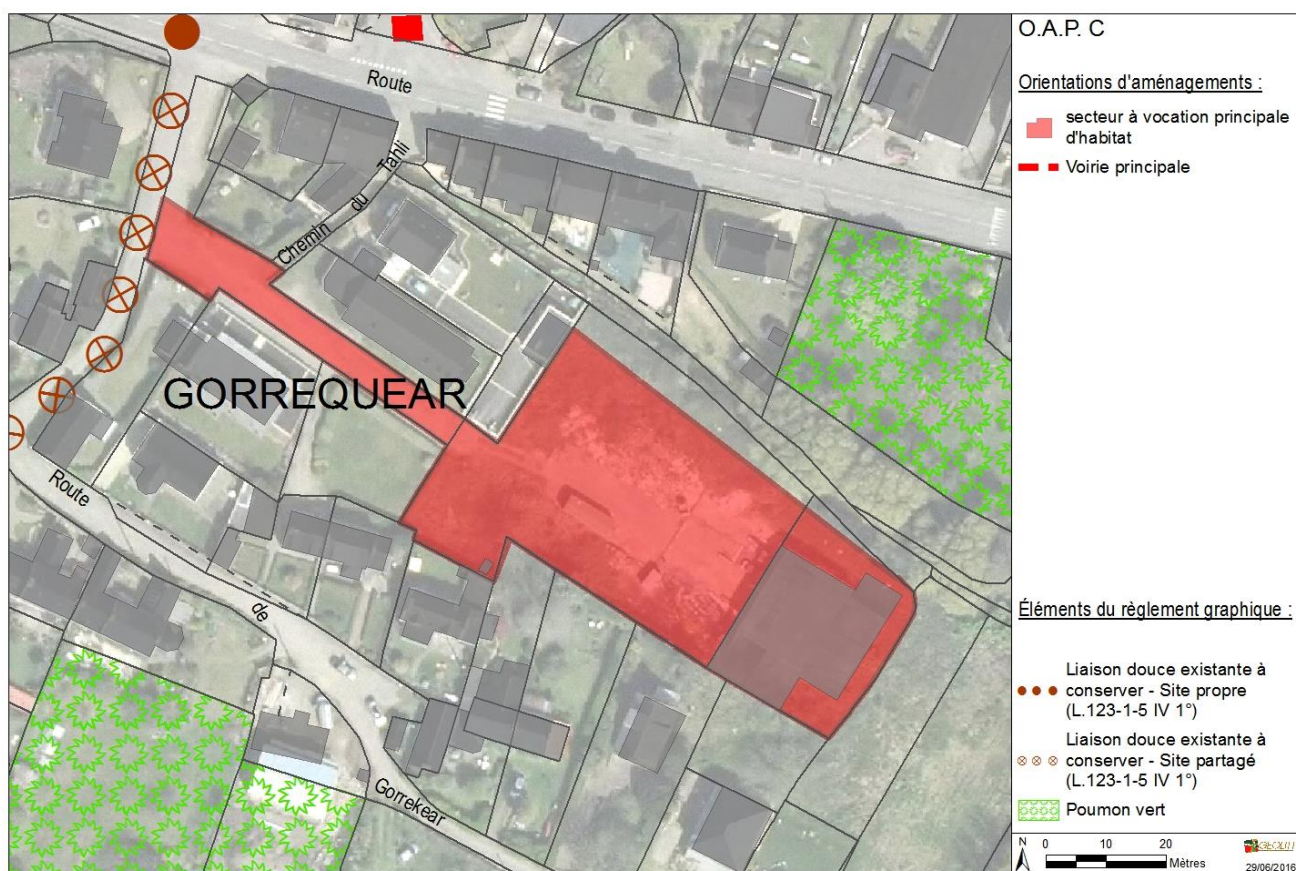 O.A.P. C
Orientations d'aménagements :
secteur à vocation principale
d'habitat
Voirie principale
Route
Chemin du Tahli
GORREQUEAR
Route
de
Gorrekear
Éléments du règlement graphique :
Liaison douce existante à
conserver - Site propre
(L.123-1-5 IV 1°)
Liaison douce existante à
conserver - Site partagé
(L.123-1-5 IV 1°)
Poumon vert
N
0 10 20
Mètres
29/06/2016